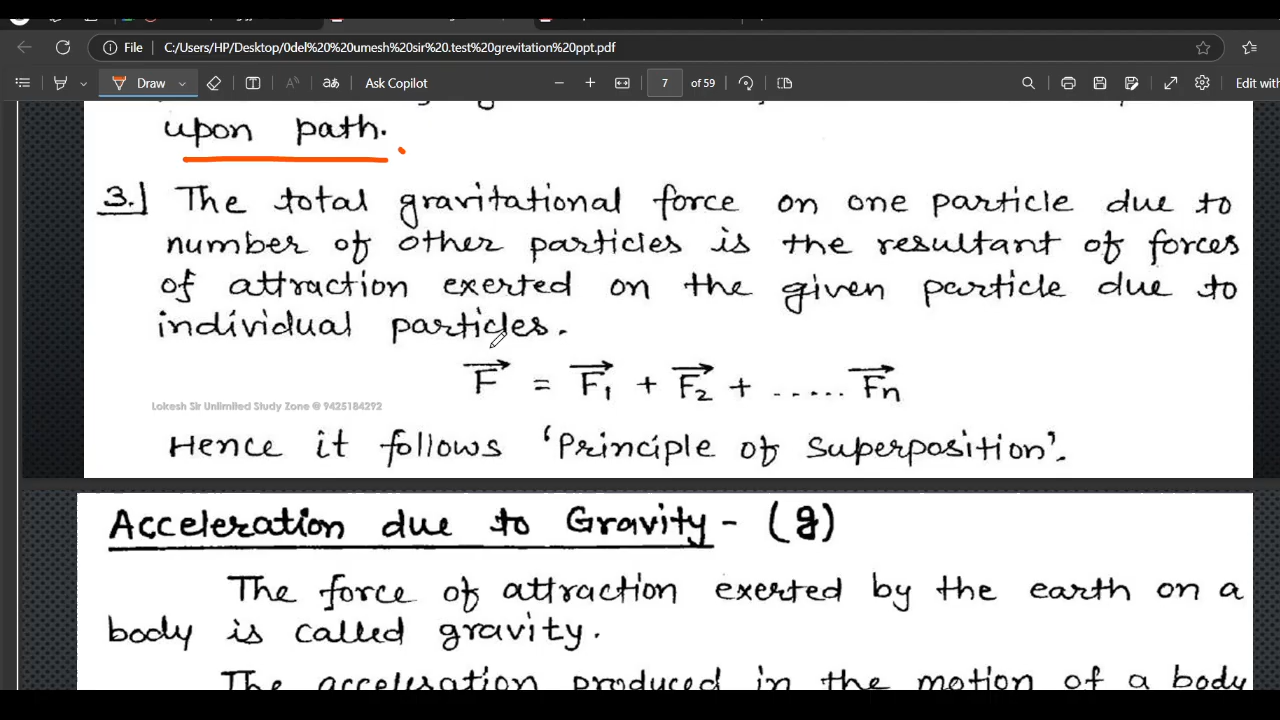 File C:/Users/HP/Desktop/0del%20%20umesh%20sir%20.test%20grevitation%20ppt.pdf
Draw aあ Ask Copilot 7 of 59 Edit with
upon path.
3.] The total gravitational force on one particle due to
number of other particles is the resultant of forces
of attraction exerted on the given particle due to
individual particles.
F = F1 + F2 + ...... Fn
Lokesh Sir Unlimited Study Zone @ 9425184292
Hence it follows 'Principle of Superposition'.
Acceleration due to Gravity - (g)
The force of attraction exerted by the earth on a
body is called gravity.
The acceleration produced in the motion of a body